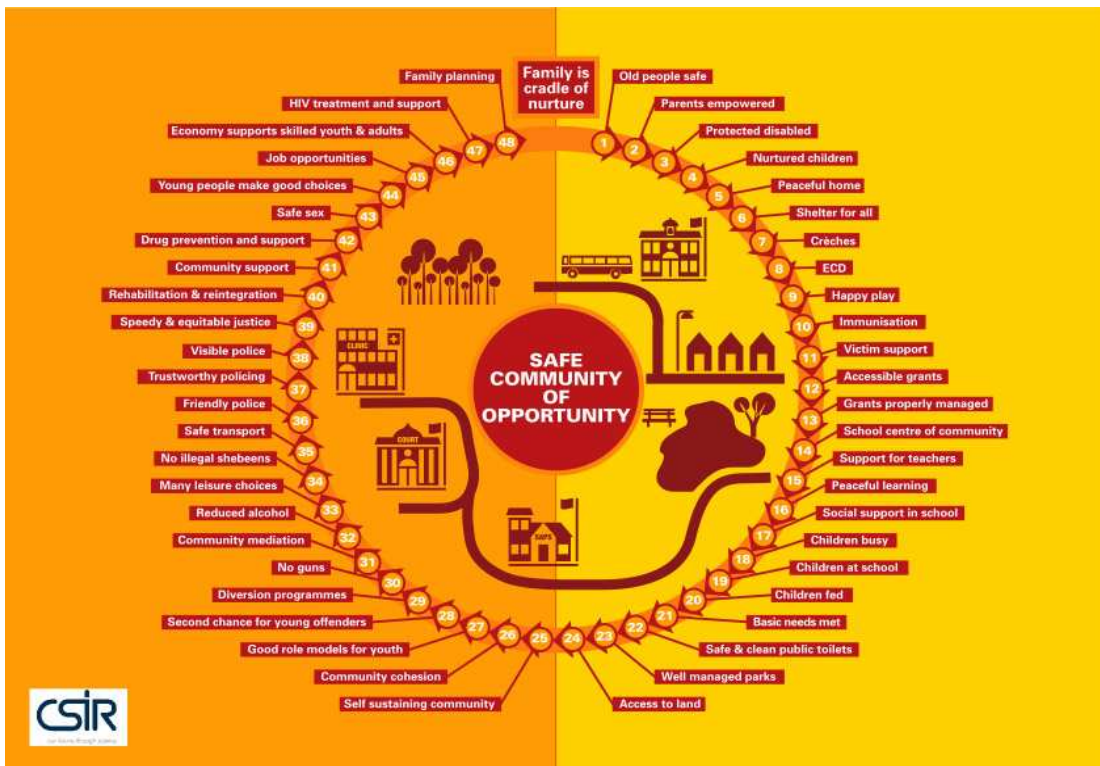 Family is
cradle of
nurture
1
Old people safe
2
Parents empowered
3
Protected disabled
4
Nurtured children
5
Peaceful home
6
Shelter for all
7
Crèches
8
ECD
9
Happy play
10
Immunisation
11
Victim support
12
Accessible grants
13
Grants properly managed
14
School centre of community
15
Support for teachers
16
Peaceful learning
17
Social support in school
18
Children busy
19
Children at school
20
Children fed
21
Basic needs met
22
Safe & clean public toilets
23
Well managed parks
24
Access to land
25
Self sustaining community
26
Community cohesion
27
Good role models for youth
28
Second chance for young offenders
29
Diversion programmes
30
No guns
31
Community mediation
32
Reduced alcohol
33
Many leisure choices
34
No illegal shebeens
35
Safe transport
36
Friendly police
37
Trustworthy policing
38
Visible police
39
Speedy & equitable justice
40
Rehabilitation & reintegration
41
Community support
42
Drug prevention and support
43
Safe sex
44
Young people make good choices
45
Job opportunities
46
Economy supports skilled youth & adults
47
HIV treatment and support
48
Family planning
SAFE
COMMUNITY
OF
OPPORTUNITY
CLINIC
COURT
SAPS
CSIR
our future through science